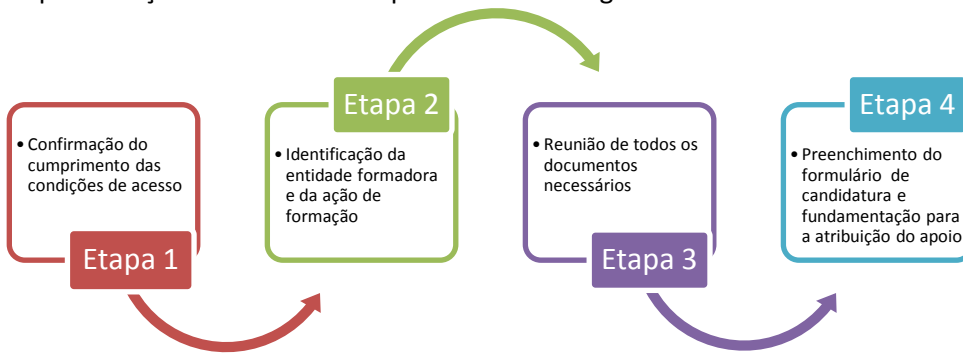 • Confirmação do
cumprimento das
condições de acesso
Etapa 1
Etapa 2
• Identificação da
entidade formadora
e da ação de
formação
• Reunião de todos os
documentos
necessários
Etapa 3
Etapa 4
• Preenchimento do
formulário de
candidatura e
fundamentação para
a atribuição do apoio